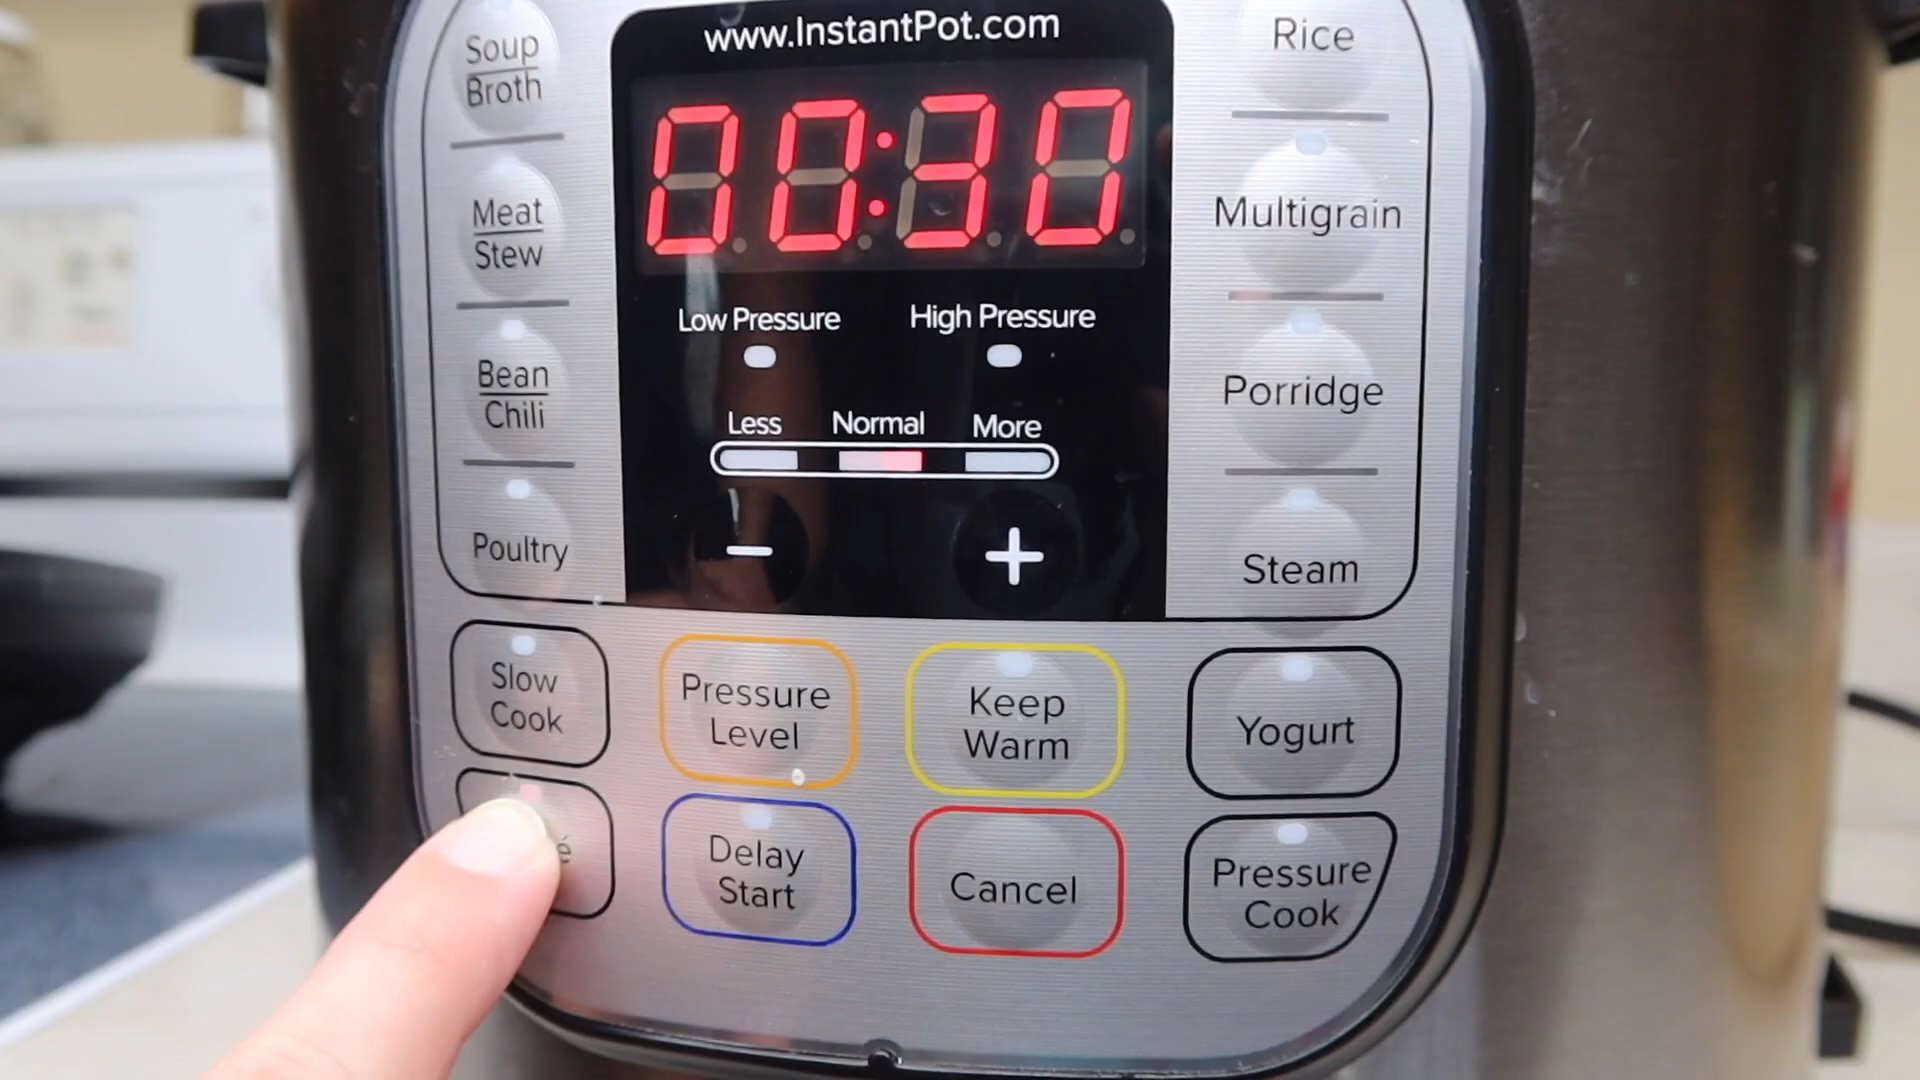 www.InstantPot.com
00:30
Low Pressure
High Pressure
Less
Normal
More
−
+
Soup
Broth
Meat
Stew
Bean
Chili
Poultry
Rice
Multigrain
Porridge
Steam
Slow
Cook
Pressure
Level
Keep
Warm
Yogurt
é
Delay
Start
Cancel
Pressure
Cook